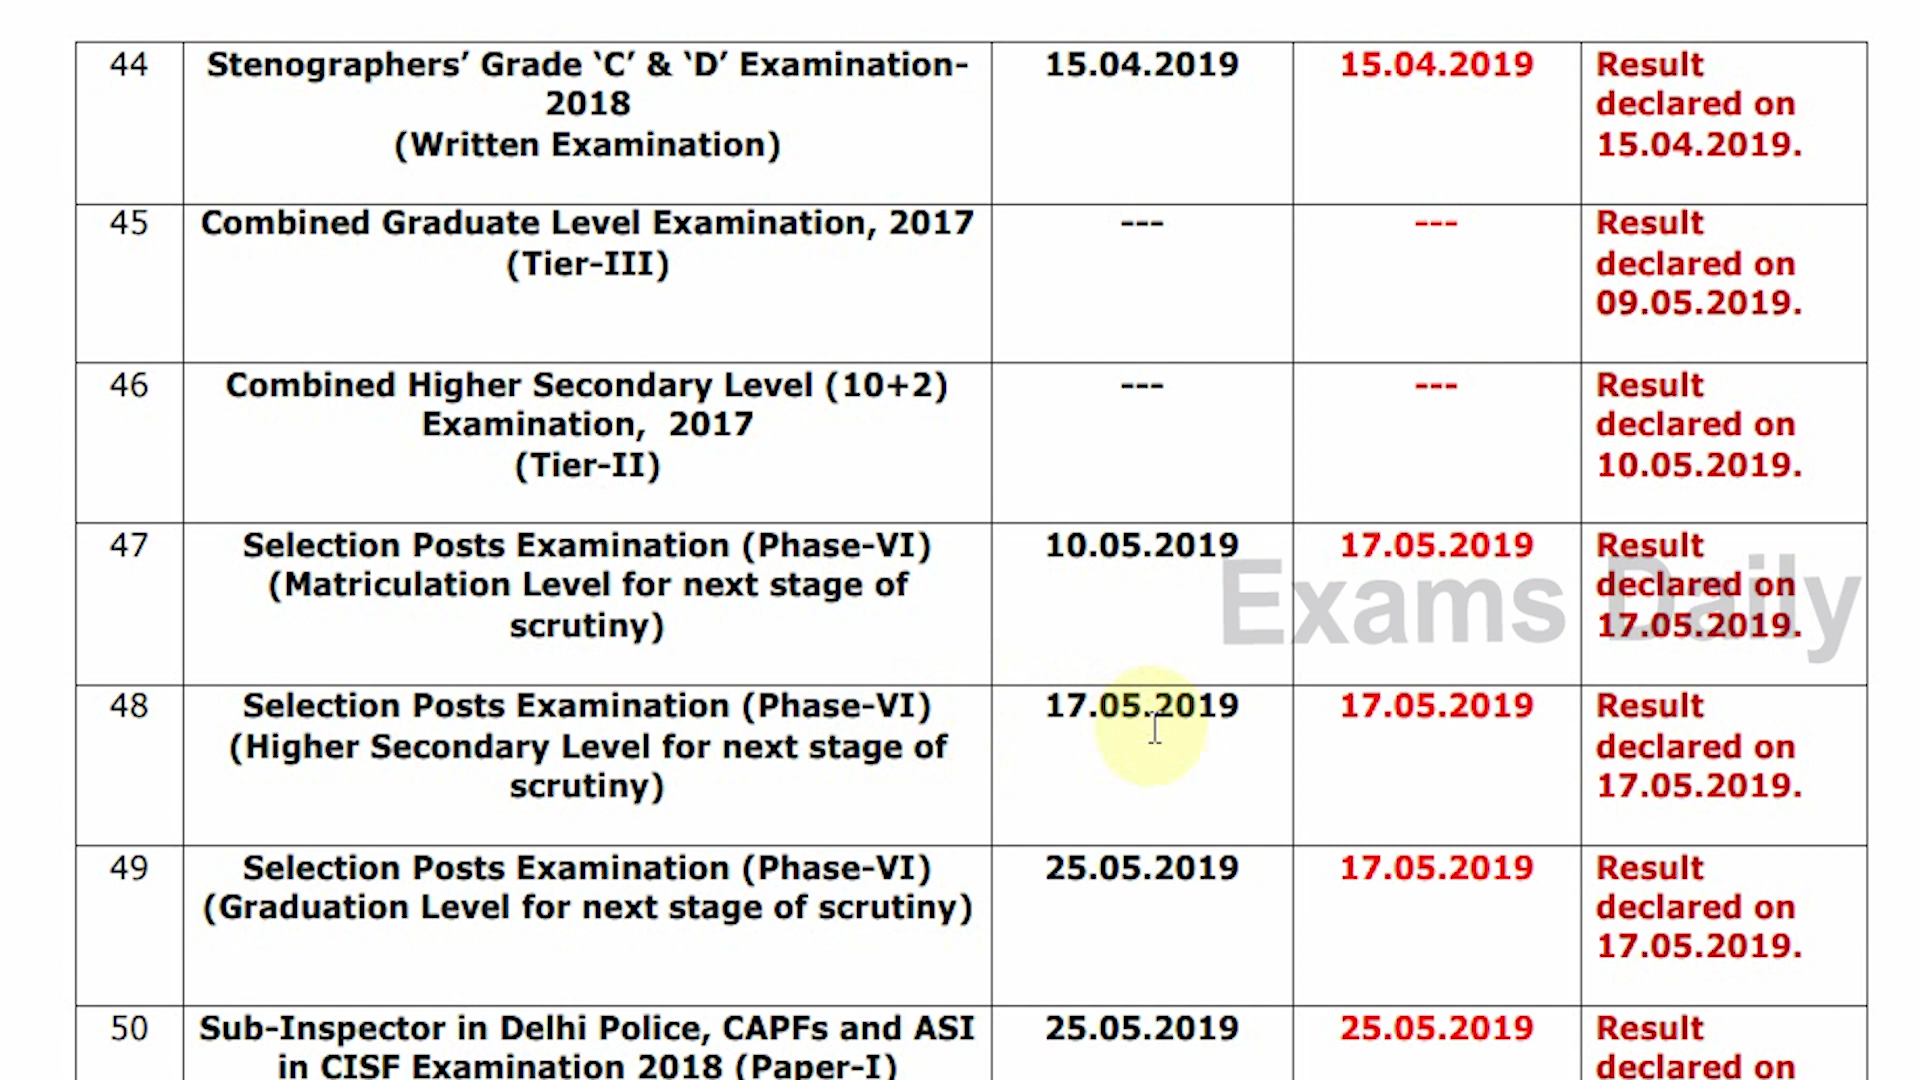 44
Stenographers’ Grade ‘C’ & ‘D’ Examination-
2018
(Written Examination)
15.04.2019
15.04.2019
Result
declared on
15.04.2019.
45
Combined Graduate Level Examination, 2017
(Tier-III)
---
---
Result
declared on
09.05.2019.
46
Combined Higher Secondary Level (10+2)
Examination, 2017
(Tier-II)
---
---
Result
declared on
10.05.2019.
47
Selection Posts Examination (Phase-VI)
(Matriculation Level for next stage of
scrutiny)
10.05.2019
17.05.2019
Result
declared on
17.05.2019.
Exams Daily
48
Selection Posts Examination (Phase-VI)
(Higher Secondary Level for next stage of
scrutiny)
17.05.2019
17.05.2019
Result
declared on
17.05.2019.
49
Selection Posts Examination (Phase-VI)
(Graduation Level for next stage of scrutiny)
25.05.2019
17.05.2019
Result
declared on
17.05.2019.
50
Sub-Inspector in Delhi Police, CAPFs and ASI
in CISF Examination 2018 (Paper-I)
25.05.2019
25.05.2019
Result
declared on